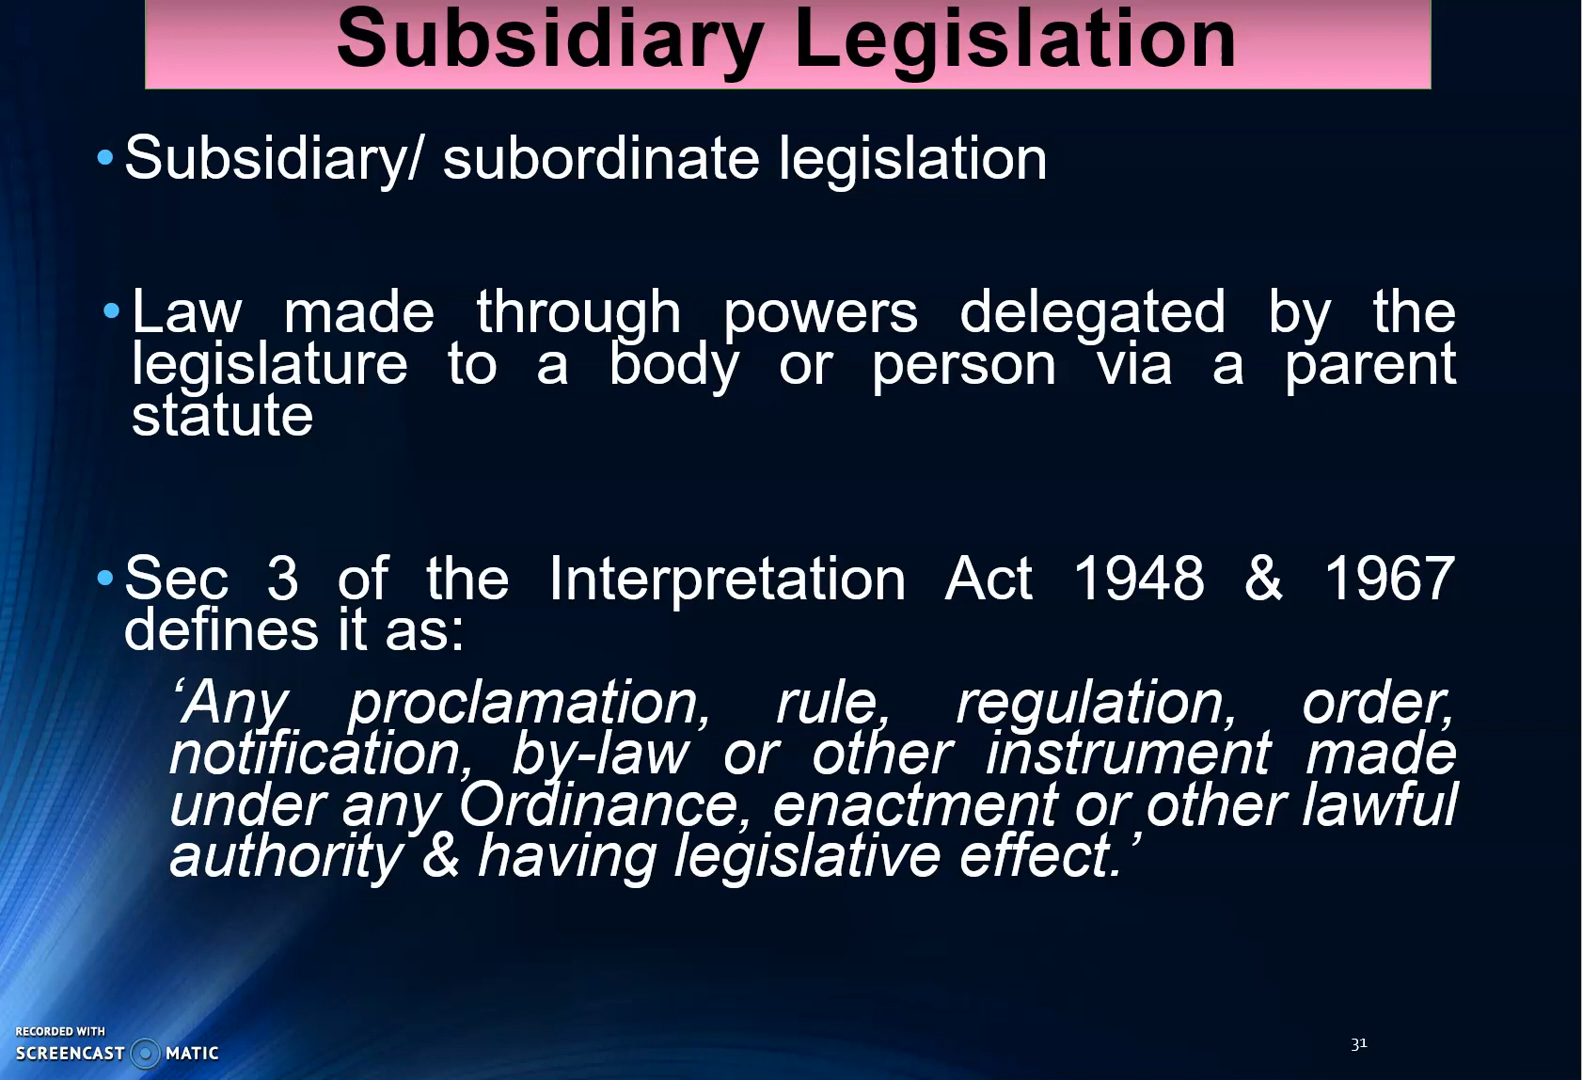 Subsidiary Legislation
•Subsidiary/ subordinate legislation
•Law made through powers delegated by the
legislature to a body or person via a parent
statute
•Sec 3 of the Interpretation Act 1948 & 1967
defines it as:
‘Any proclamation, rule, regulation, order,
notification, by-law or other instrument made
under any Ordinance, enactment or other lawful
authority & having legislative effect.’
RECORDED WITH
SCREENCAST MATIC
31